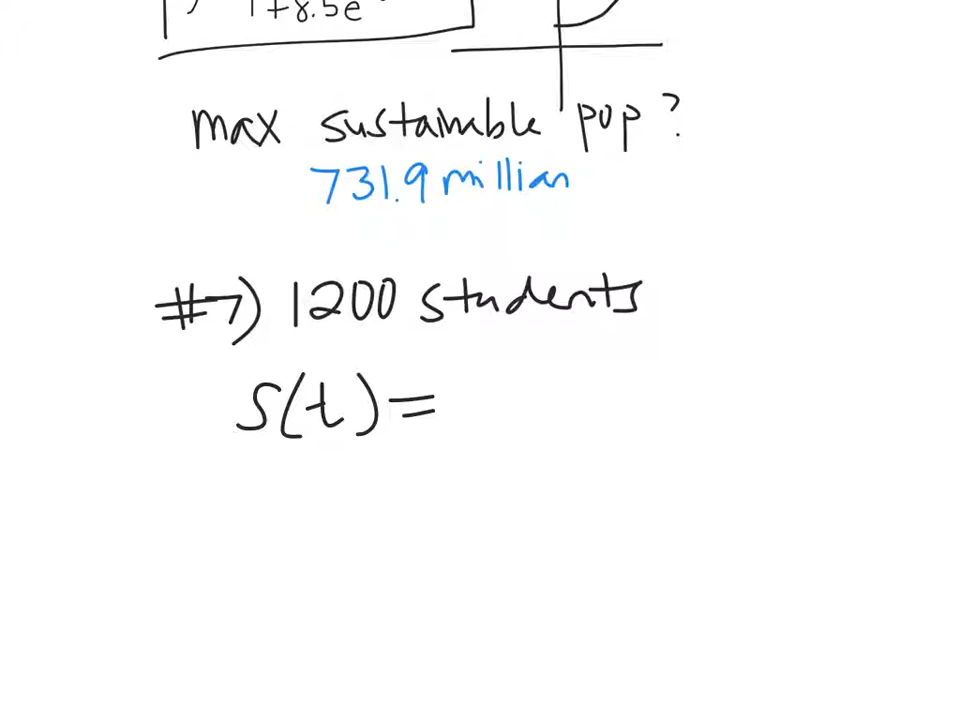 1+8.5e
max sustainable pop?
731.9 million
#7) 1200 students
S(t)=